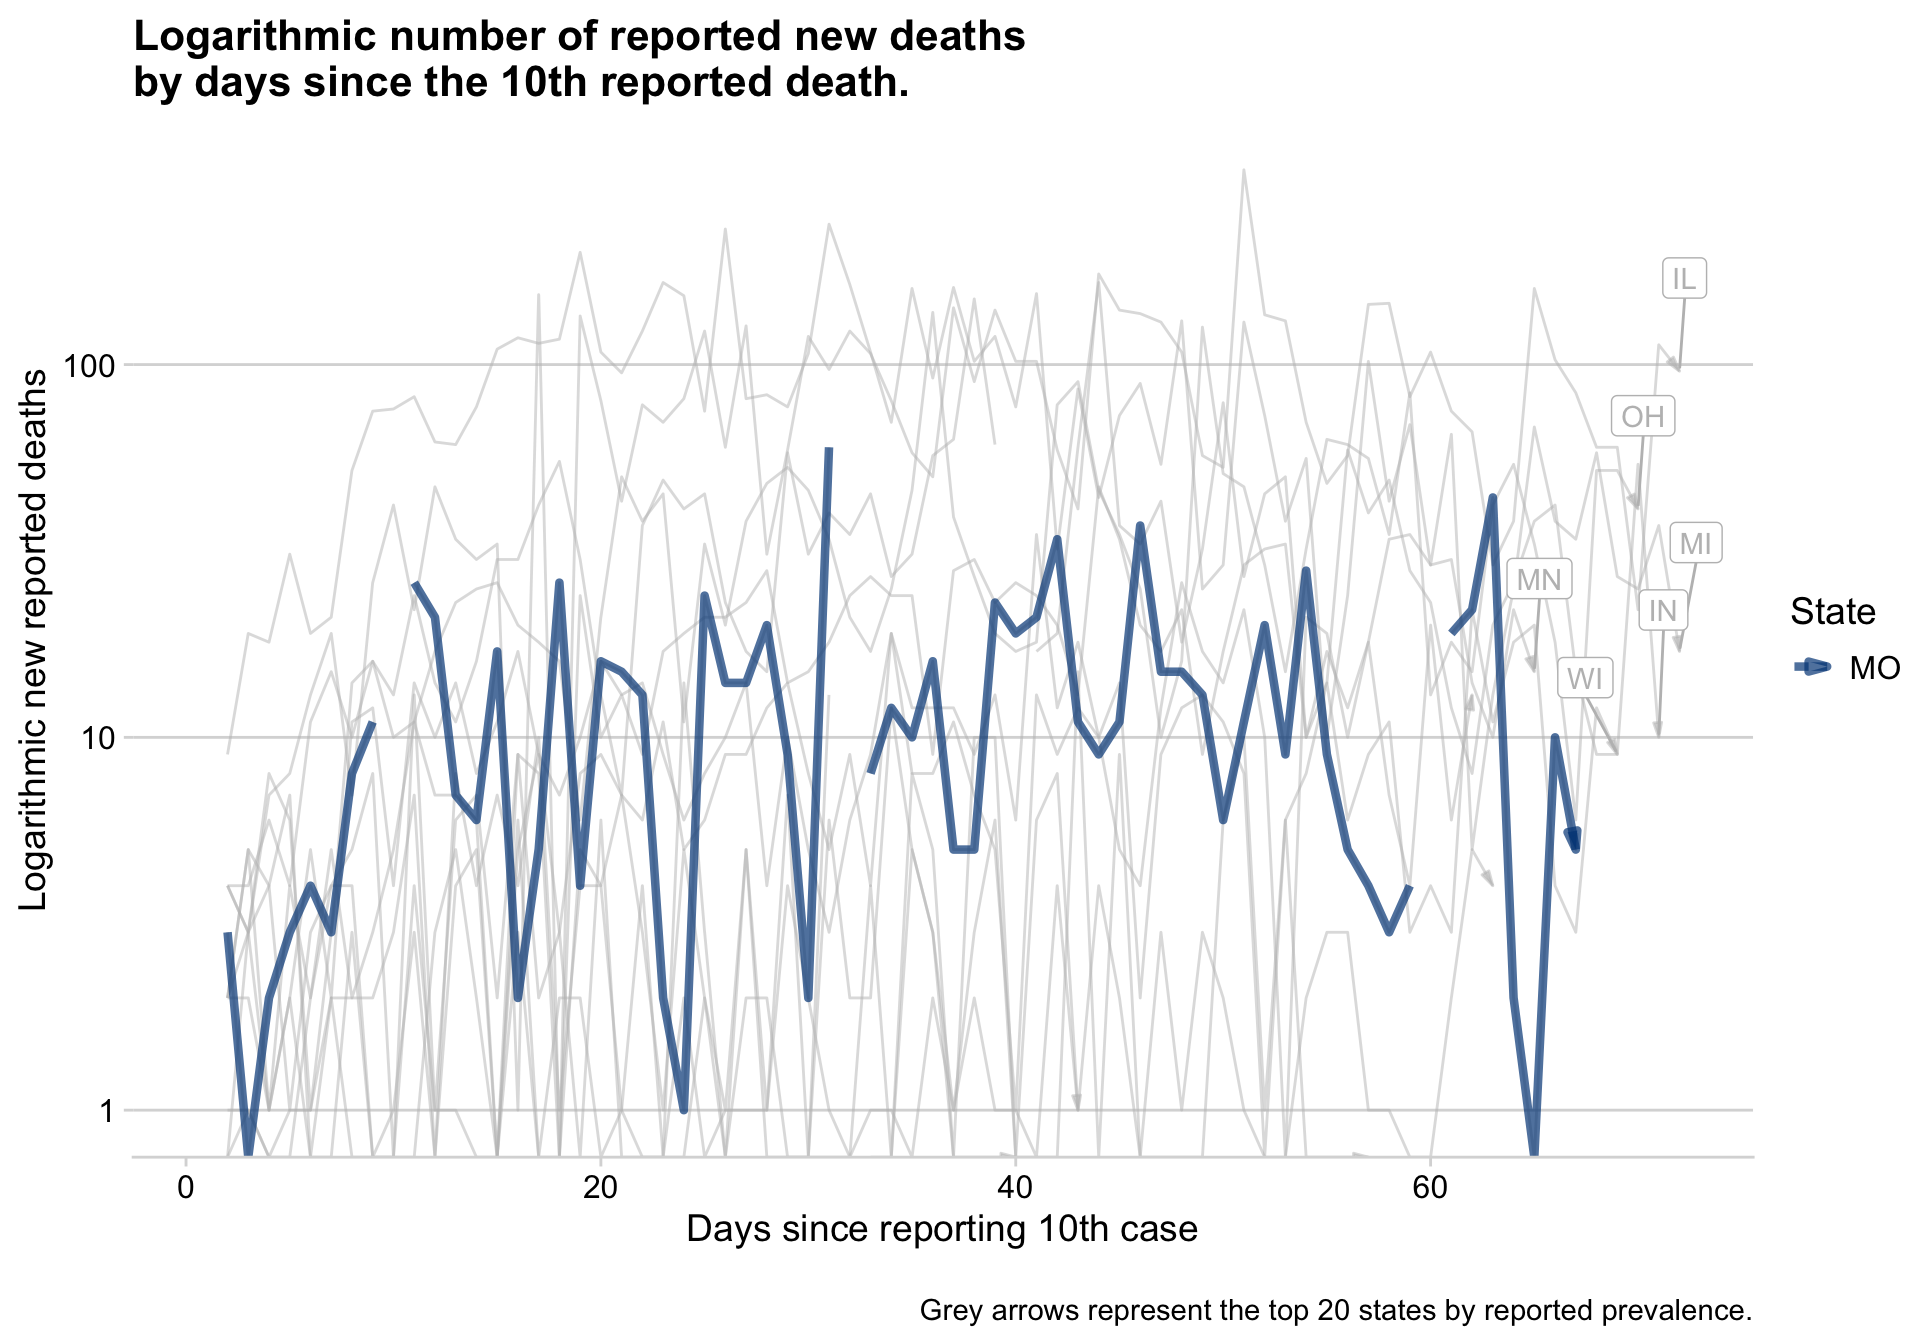 Logarithmic number of reported new deaths
by days since the 10th reported death.
Logarithmic new reported deaths
100
10
1
IL
OH
MI
MN
IN
WI
State
MO
0
20
40
60
Days since reporting 10th case
Grey arrows represent the top 20 states by reported prevalence.